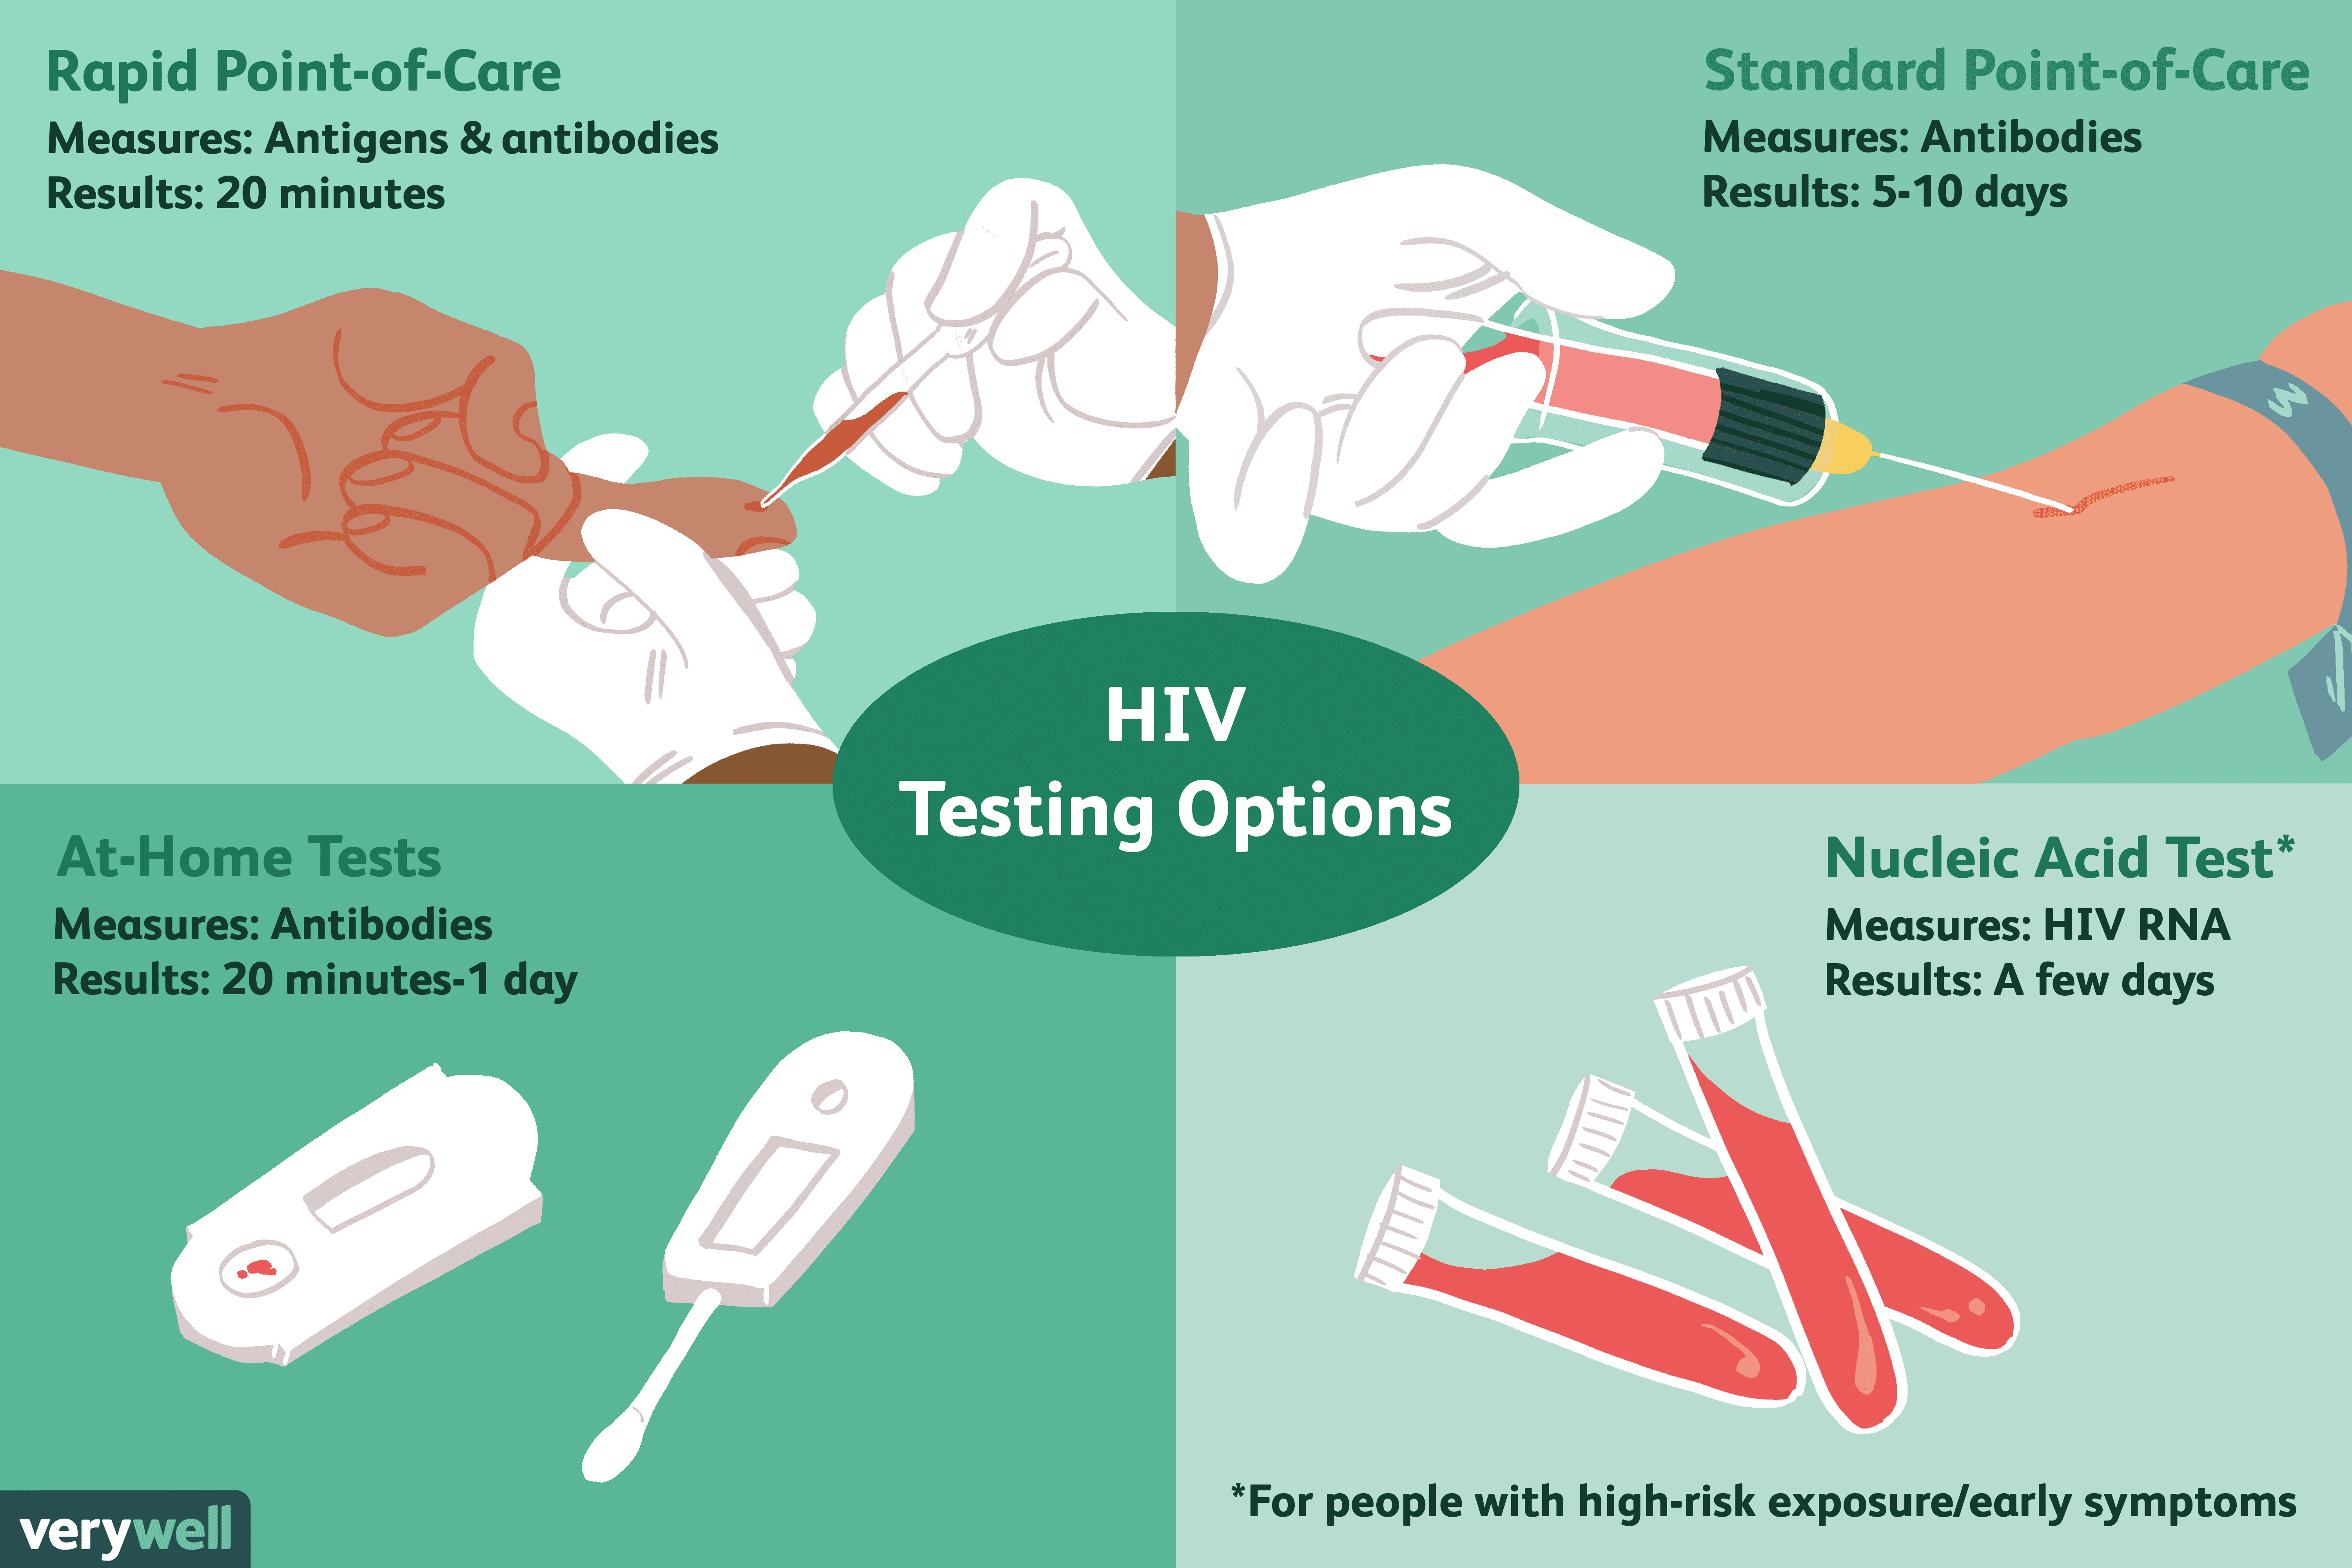 Rapid Point-of-Care
Measures: Antigens & antibodies
Results: 20 minutes
Standard Point-of-Care
Measures: Antibodies
Results: 5-10 days
HIV
Testing Options
At-Home Tests
Measures: Antibodies
Results: 20 minutes-1 day
Nucleic Acid Test*
Measures: HIV RNA
Results: A few days
*For people with high-risk exposure/early symptoms
verywell